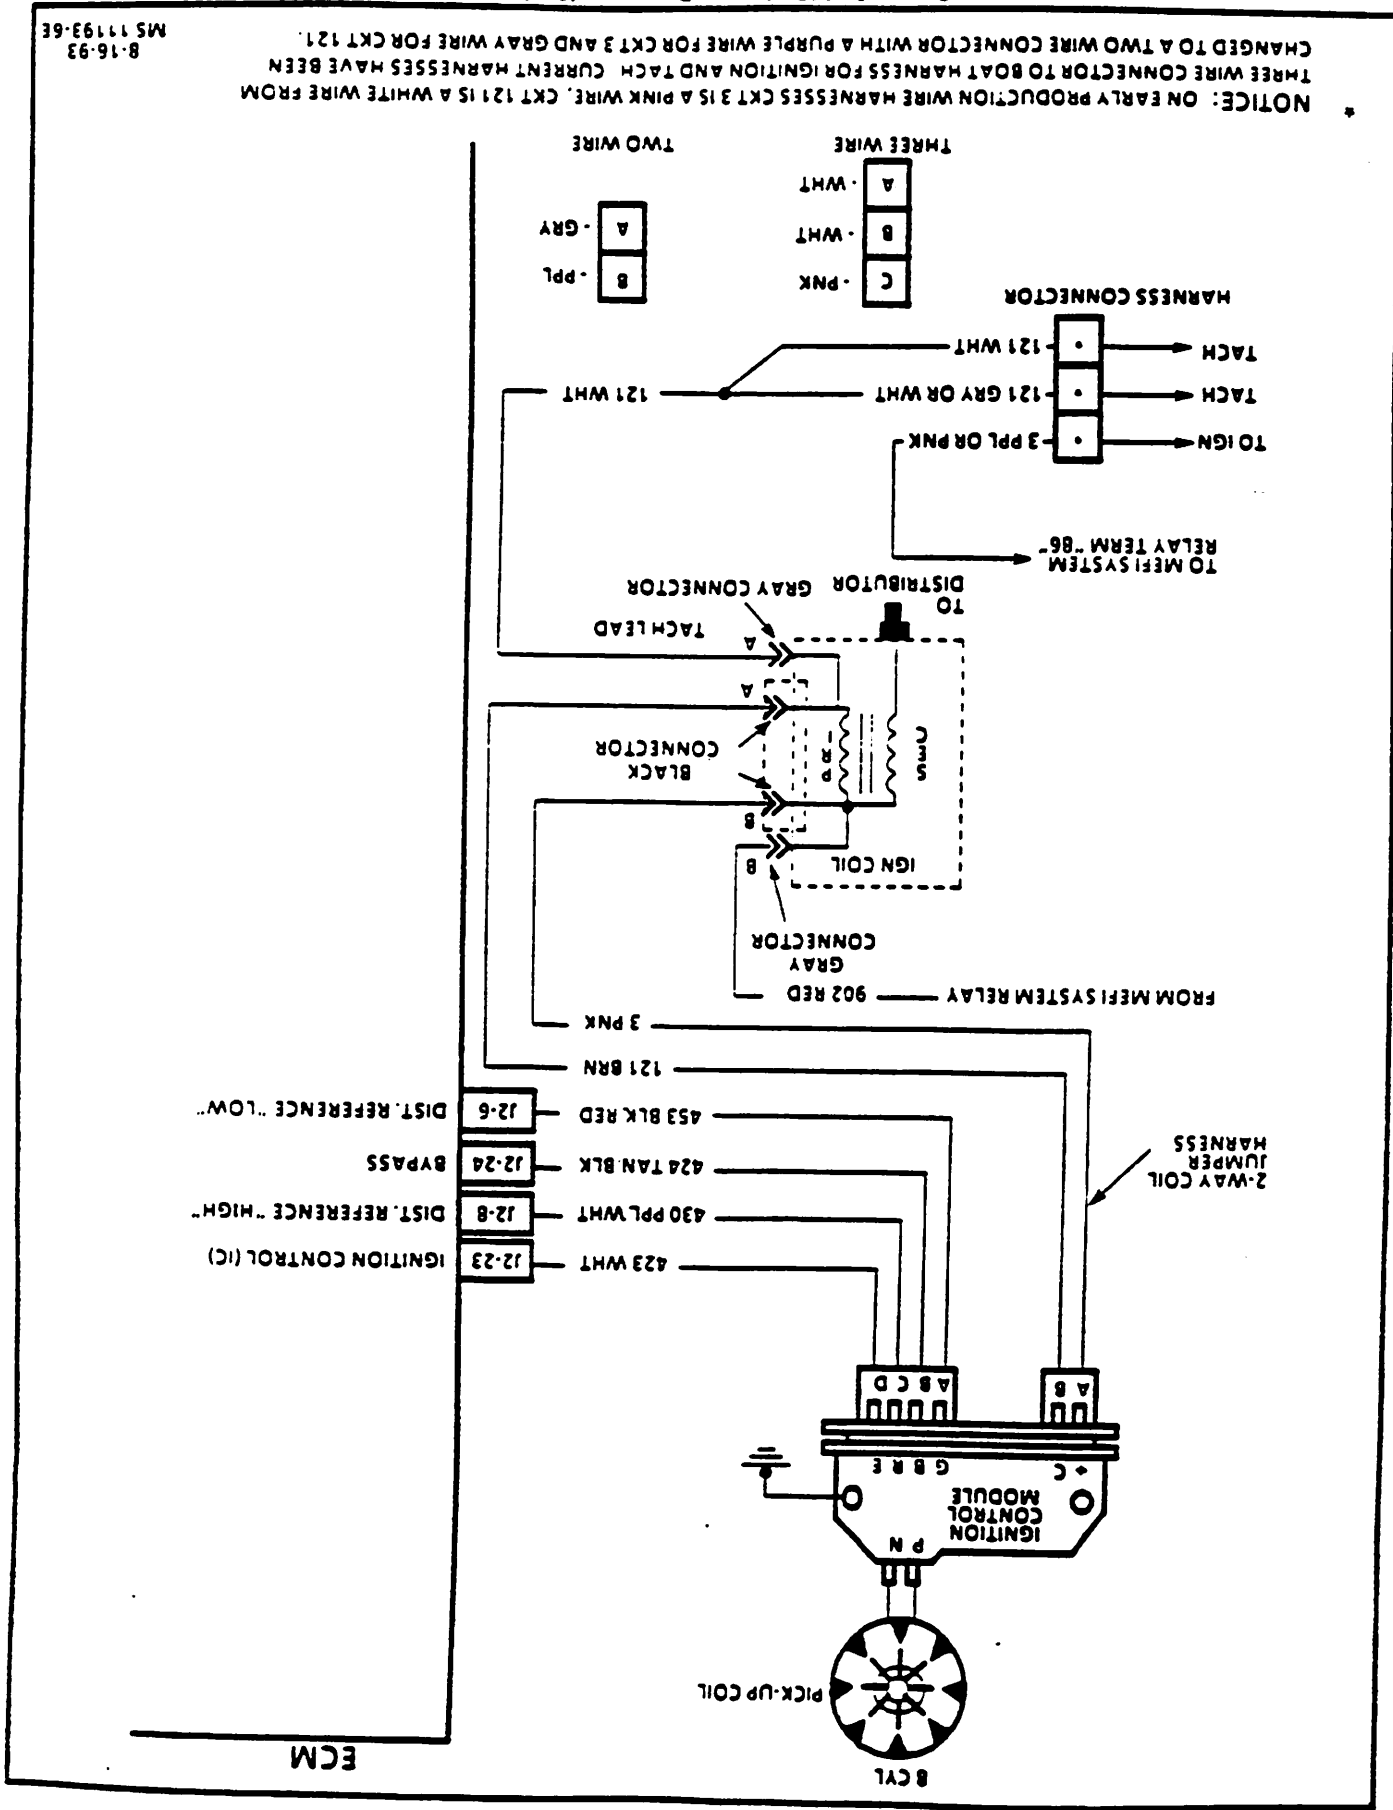 8 CYL
ECM
PICK-UP COIL
P N
IGNITION
CONTROL
MODULE
+ C
G B R E
A B
A B C D
2-WAY COIL
JUMPER
HARNESS
423 WHT
J2-23
IGNITION CONTROL (IC)
430 PPL WHT
J2-8
DIST. REFERENCE "HIGH"
424 TAN BLK
J2-24
BYPASS
453 BLK RED
J2-6
DIST. REFERENCE "LOW"
121 BRN
3 PNK
FROM MEFI SYSTEM RELAY
902 RED
GRAY
CONNECTOR
IGN COIL
B
B
BLACK
CONNECTOR
SEC
PRI
A
A
TACH LEAD
TO
DISTRIBUTOR
GRAY CONNECTOR
TO MEFI SYSTEM
RELAY TERM "86"
TO IGN
3 PPL OR PNK
TACH
121 GRY OR WHT
121 WHT
TACH
121 WHT
HARNESS CONNECTOR
C - PNK
B - WHT
A - WHT
THREE WIRE
B - PPL
A - GRY
TWO WIRE
* NOTICE: ON EARLY PRODUCTION WIRE HARNESSES CKT 3 IS A PINK WIRE, CKT 121 IS A WHITE WIRE FROM
THREE WIRE CONNECTOR TO BOAT HARNESS FOR IGNITION AND TACH CURRENT HARNESSES HAVE BEEN
CHANGED TO A TWO WIRE CONNECTOR WITH A PURPLE WIRE FOR CKT 3 AND GRAY WIRE FOR CKT 121.
8-16-93
MS 11193-6E